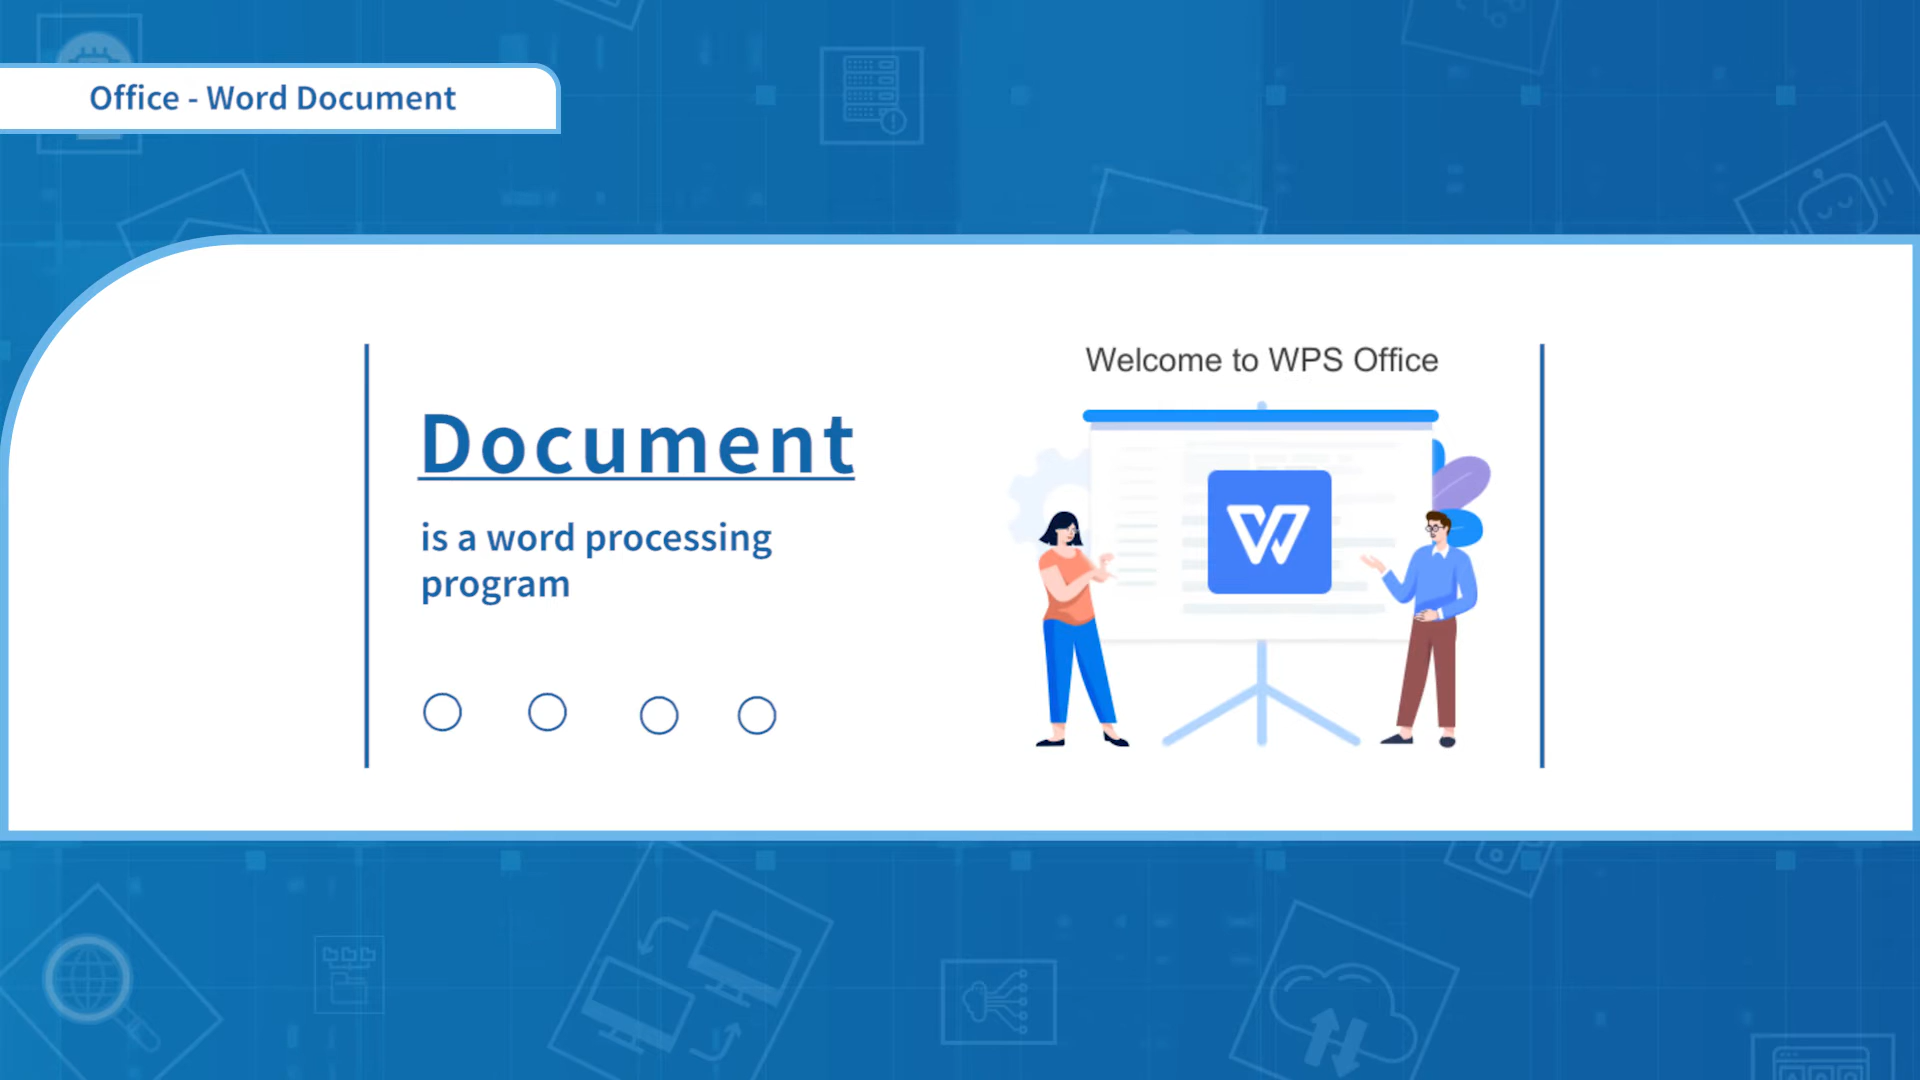 Office - Word Document
Document
is a word processing
program
Welcome to WPS Office